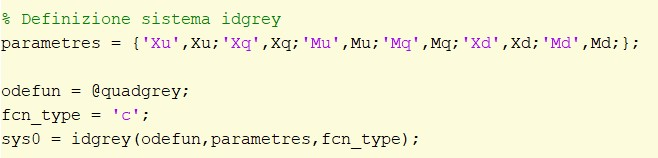 % Definizione sistema idgrey
parametres = {'Xu',Xu;'Xq',Xq;'Mu',Mu;'Mq',Mq;'Xd',Xd;'Md',Md;};
odefun = @quadgrey;
fcn_type = 'c';
sys0 = idgrey(odefun,parametres,fcn_type);